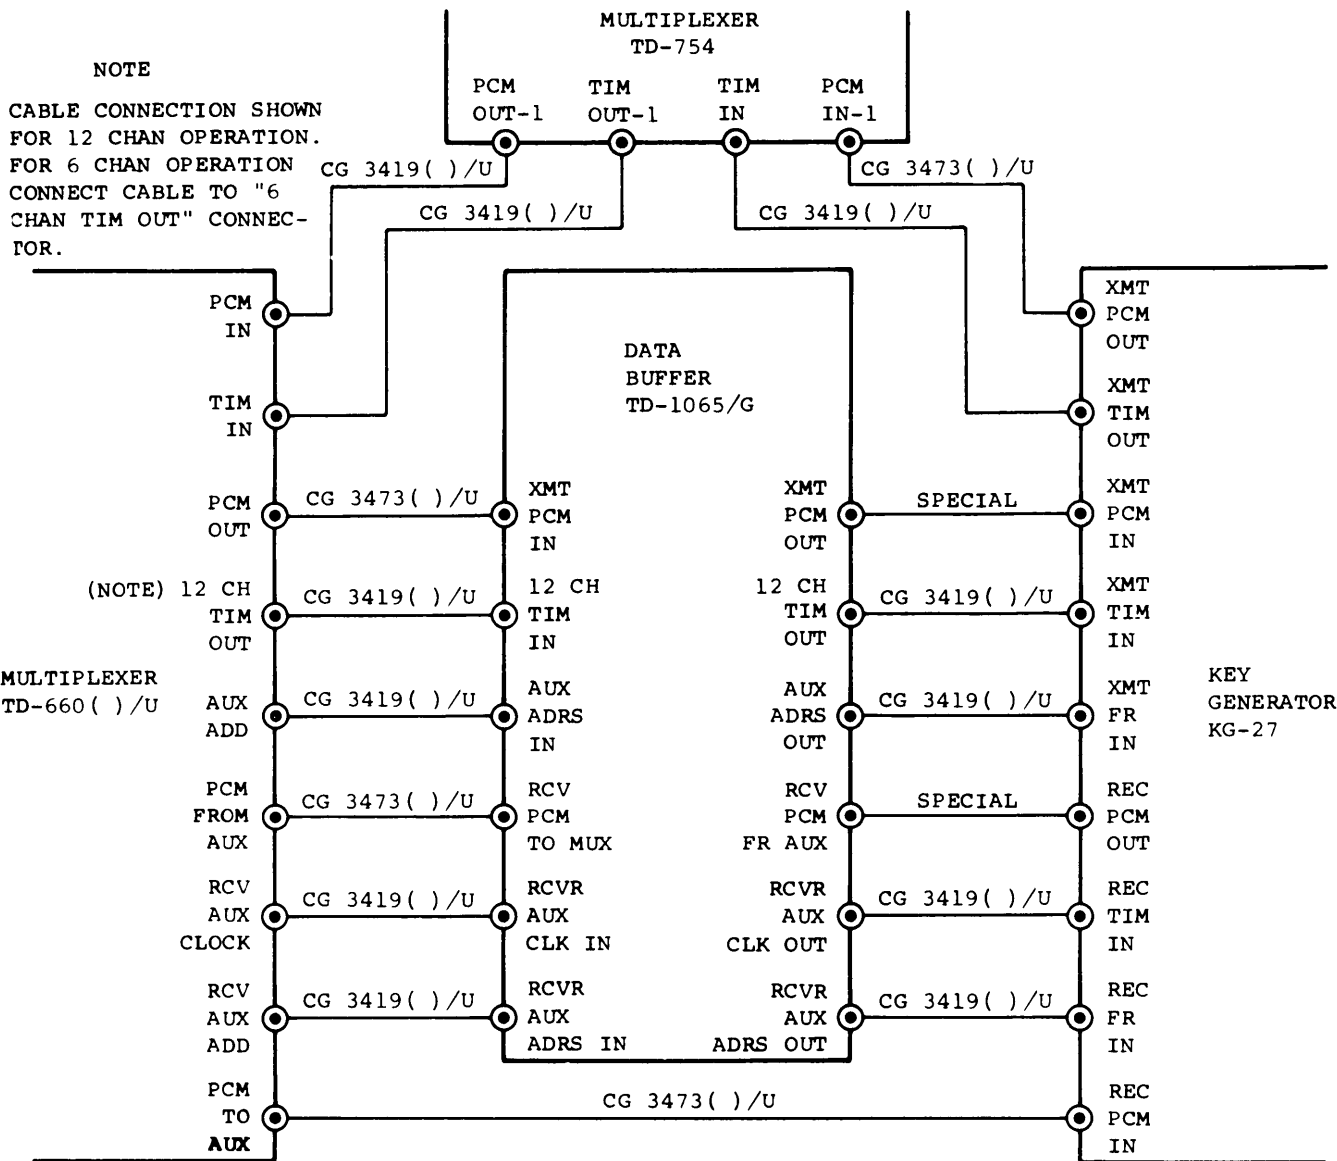 MULTIPLEXER
TD-754
PCM
OUT-1
TIM
OUT-1
TIM
IN
PCM
IN-1
NOTE
CABLE CONNECTION SHOWN
FOR 12 CHAN OPERATION.
FOR 6 CHAN OPERATION
CONNECT CABLE TO "6
CHAN TIM OUT" CONNEC-
TOR.
CG 3419( )/U
CG 3419( )/U
CG 3419( )/U
CG 3473( )/U
MULTIPLEXER
TD-660( )/U
PCM
IN
TIM
IN
PCM
OUT
(NOTE) 12 CH
TIM
OUT
AUX
ADD
PCM
FROM
AUX
RCV
AUX
CLOCK
RCV
AUX
ADD
PCM
TO
AUX
CG 3473( )/U
CG 3419( )/U
CG 3419( )/U
CG 3473( )/U
CG 3419( )/U
CG 3419( )/U
CG 3473( )/U
DATA
BUFFER
TD-1065/G
XMT
PCM
IN
12 CH
TIM
IN
AUX
ADRS
IN
RCV
PCM
TO MUX
RCVR
AUX
CLK IN
RCVR
AUX
ADRS IN
XMT
PCM
OUT
12 CH
TIM
OUT
AUX
ADRS
OUT
RCV
PCM
FR AUX
RCVR
AUX
CLK OUT
RCVR
AUX
ADRS OUT
SPECIAL
CG 3419( )/U
CG 3419( )/U
SPECIAL
CG 3419( )/U
CG 3419( )/U
XMT
PCM
OUT
XMT
TIM
OUT
XMT
PCM
IN
XMT
TIM
IN
XMT
FR
IN
REC
PCM
OUT
REC
TIM
IN
REC
FR
IN
REC
PCM
IN
KEY
GENERATOR
KG-27